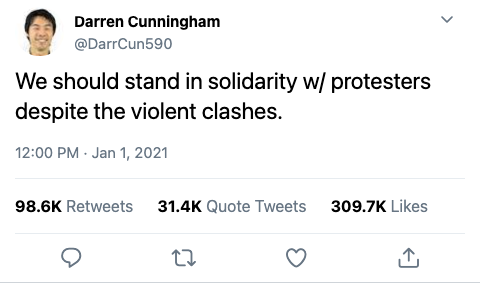 Darren Cunningham
@DarrCun590
We should stand in solidarity w/ protesters
despite the violent clashes.
12:00 PM · Jan 1, 2021
98.6K Retweets 31.4K Quote Tweets 309.7K Likes